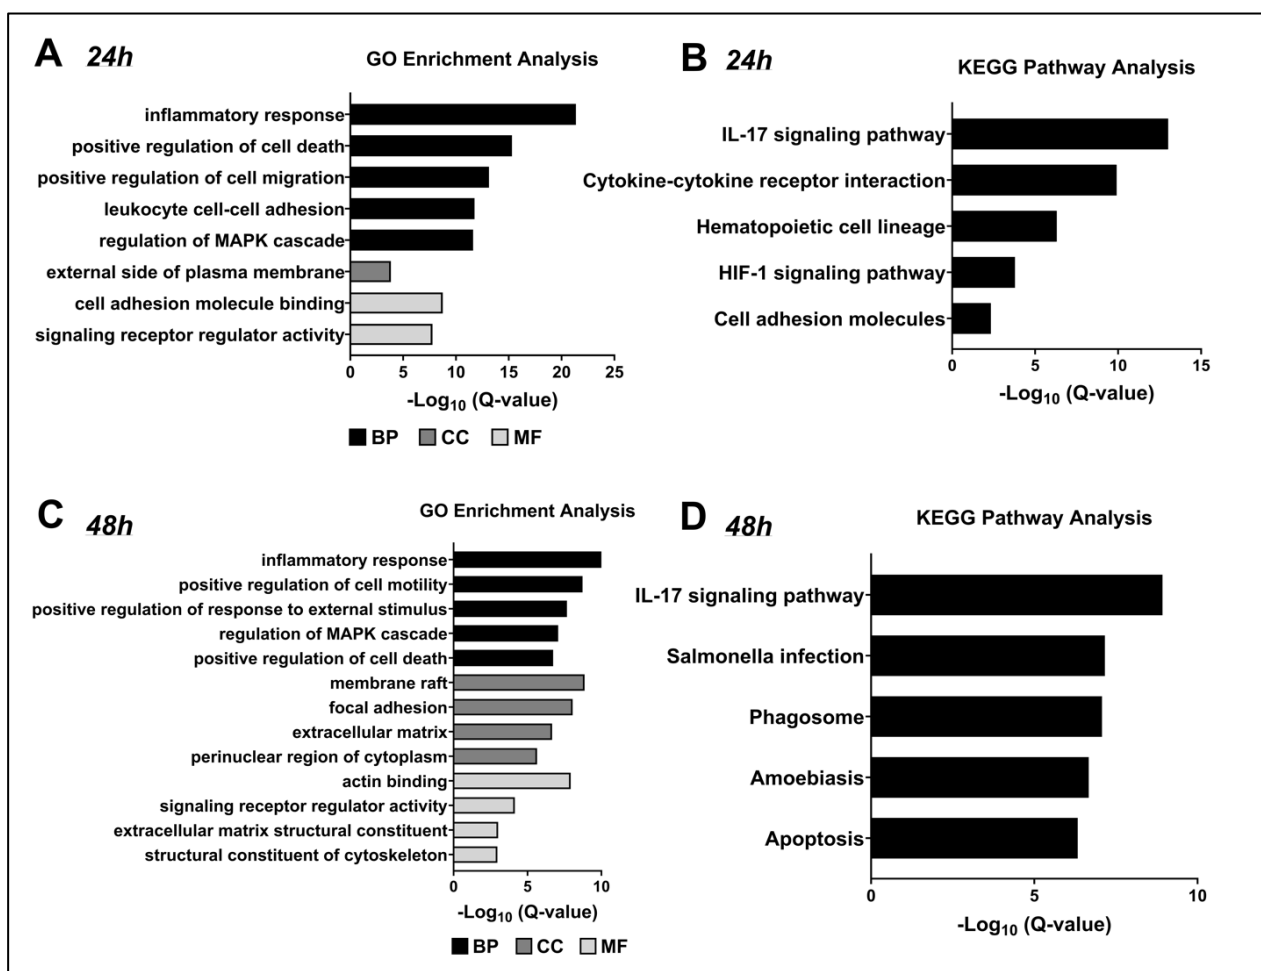 A 24h
GO Enrichment Analysis
inflammatory response
positive regulation of cell death
positive regulation of cell migration
leukocyte cell-cell adhesion
regulation of MAPK cascade
external side of plasma membrane
cell adhesion molecule binding
signaling receptor regulator activity
0 5 10 15 20 25
-Log10 (Q-value)
BP CC MF
B 24h
KEGG Pathway Analysis
IL-17 signaling pathway
Cytokine-cytokine receptor interaction
Hematopoietic cell lineage
HIF-1 signaling pathway
Cell adhesion molecules
0 5 10 15
-Log10 (Q-value)
C 48h
GO Enrichment Analysis
inflammatory response
positive regulation of cell motility
positive regulation of response to external stimulus
regulation of MAPK cascade
positive regulation of cell death
membrane raft
focal adhesion
extracellular matrix
perinuclear region of cytoplasm
actin binding
signaling receptor regulator activity
extracellular matrix structural constituent
structural constituent of cytoskeleton
0 5 10
-Log10 (Q-value)
BP CC MF
D 48h
KEGG Pathway Analysis
IL-17 signaling pathway
Salmonella infection
Phagosome
Amoebiasis
Apoptosis
0 5 10
-Log10 (Q-value)